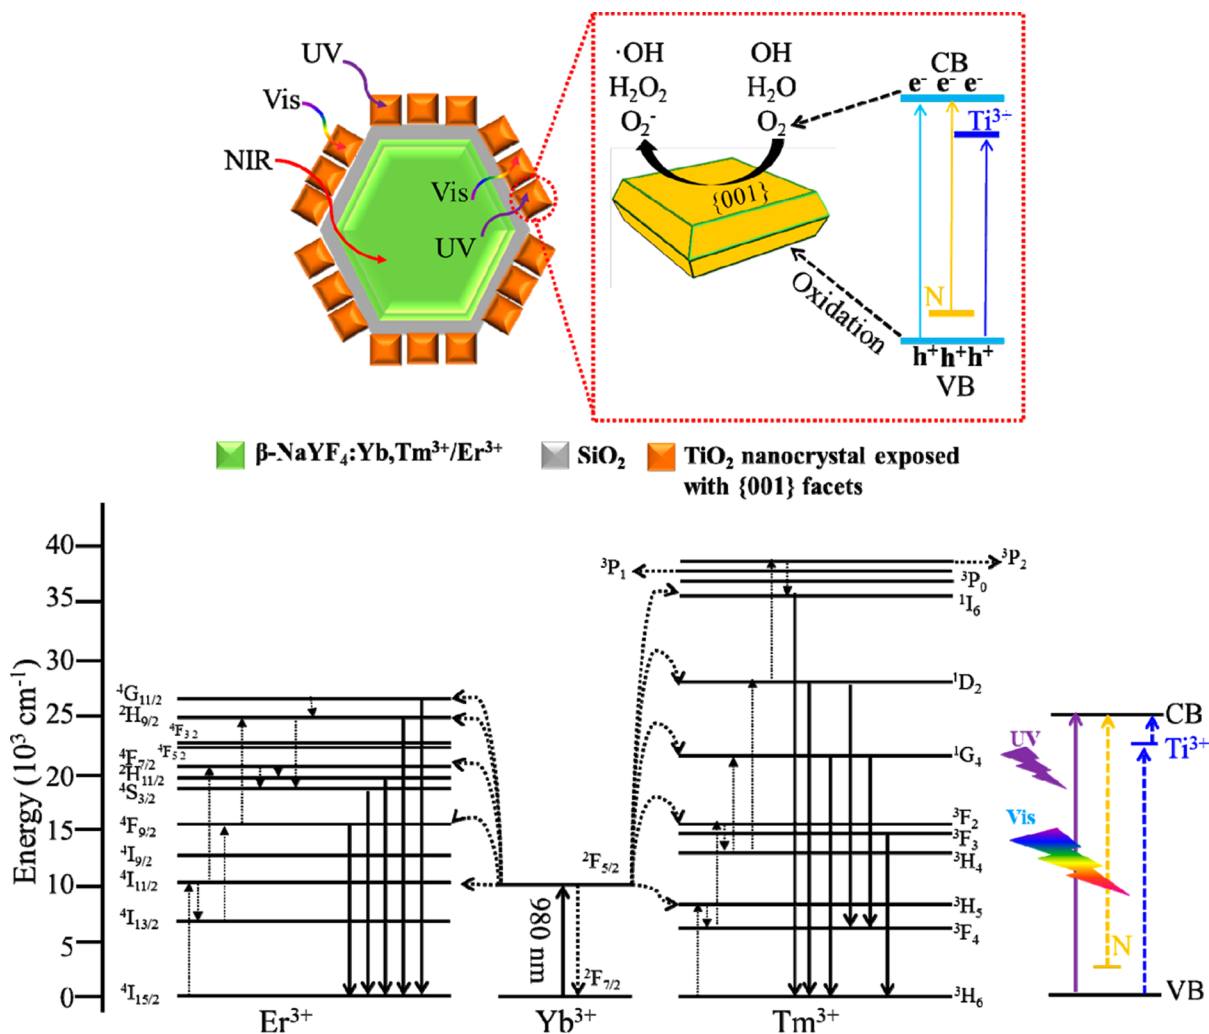 UV
Vis
NIR
Vis
UV
·OH
H₂O₂
O₂⁻
OH
H₂O
O₂
{001}
Oxidation
CB
e⁻ e⁻ e⁻
Ti³⁺
N
h⁺h⁺h⁺
VB
β-NaYF₄:Yb,Tm³⁺/Er³⁺
SiO₂
TiO₂ nanocrystal exposed
with {001} facets
Energy (10³ cm⁻¹)
40
35
30
25
20
15
10
5
0
⁴G₁₁/₂
²H₉/₂
⁴F₃/₂
⁴F₅/₂
⁴F₇/₂
²H₁₁/₂
⁴S₃/₂
⁴F₉/₂
⁴I₉/₂
⁴I₁₁/₂
⁴I₁₃/₂
⁴I₁₅/₂
Er³⁺
²F₅/₂
980 nm
²F₇/₂
Yb³⁺
³P₁
³P₂
³P₀
¹I₆
¹D₂
¹G₄
³F₂
³F₃
³H₄
³H₅
³F₄
³H₆
Tm³⁺
CB
UV
Ti³⁺
Vis
N
VB